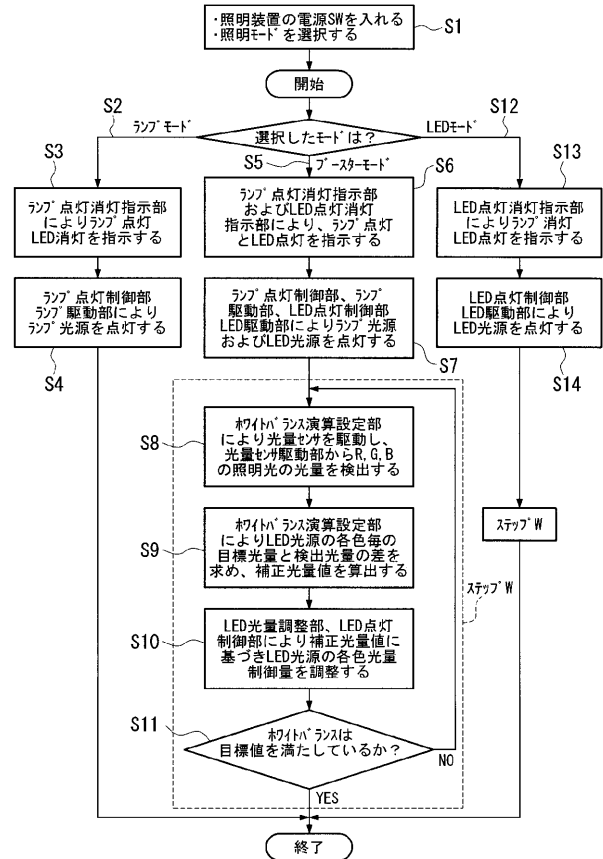 ・照明装置の電源SWを入れる
・照明ﾓｰﾄﾞを選択する
S1
開始
S2
ﾗﾝﾌﾟモｰﾄﾞ
選択したﾓｰﾄﾞは？
LEDﾓｰﾄﾞ
S12
S3
S5
ブｰｽﾀｰﾓｰﾄﾞ
S6
S13
ﾗﾝﾌﾟ点灯消灯指示部
によりﾗﾝﾌﾟ点灯
LED消灯を指示する
ﾗﾝﾌﾟ点灯消灯指示部
およびLED点灯消灯
指示部により、ﾗﾝﾌﾟ点灯
とLED点灯を指示する
LED点灯消灯指示部
によりﾗﾝﾌﾟ消灯
LED点灯を指示する
ﾗﾝﾌﾟ点灯制御部
ﾗﾝﾌﾟ駆動部により
ﾗﾝﾌﾟ光源を点灯する
S4
ﾗﾝﾌﾟ点灯制御部、ﾗﾝﾌﾟ
駆動部、LED点灯制御部
LED駆動部によりﾗﾝﾌﾟ光源
およびLED光源を点灯する
S7
LED点灯制御部
LED駆動部により
LED光源を点灯する
S14
S8
ﾎﾜｲﾄﾊﾞﾗﾝｽ演算設定部
により光量ｾﾝｻを駆動し、
光量ｾﾝｻ駆動部からR,G,B
の照明光の光量を検出する
S9
ﾎﾜｲﾄﾊﾞﾗﾝｽ演算設定部
によりLED光源の各色毎の
目標光量と検出光量の差を
求め、補正光量値を算出する
ｽﾃｯﾌﾟW
ｽﾃｯﾌﾟW
S10
LED光量調整部、LED点灯
制御部により補正光量値に
基づきLED光源の各色光量
制御量を調整する
S11
ﾎﾜｲﾄﾊﾞﾗﾝｽは
目標値を満たしているか？
NO
YES
終了